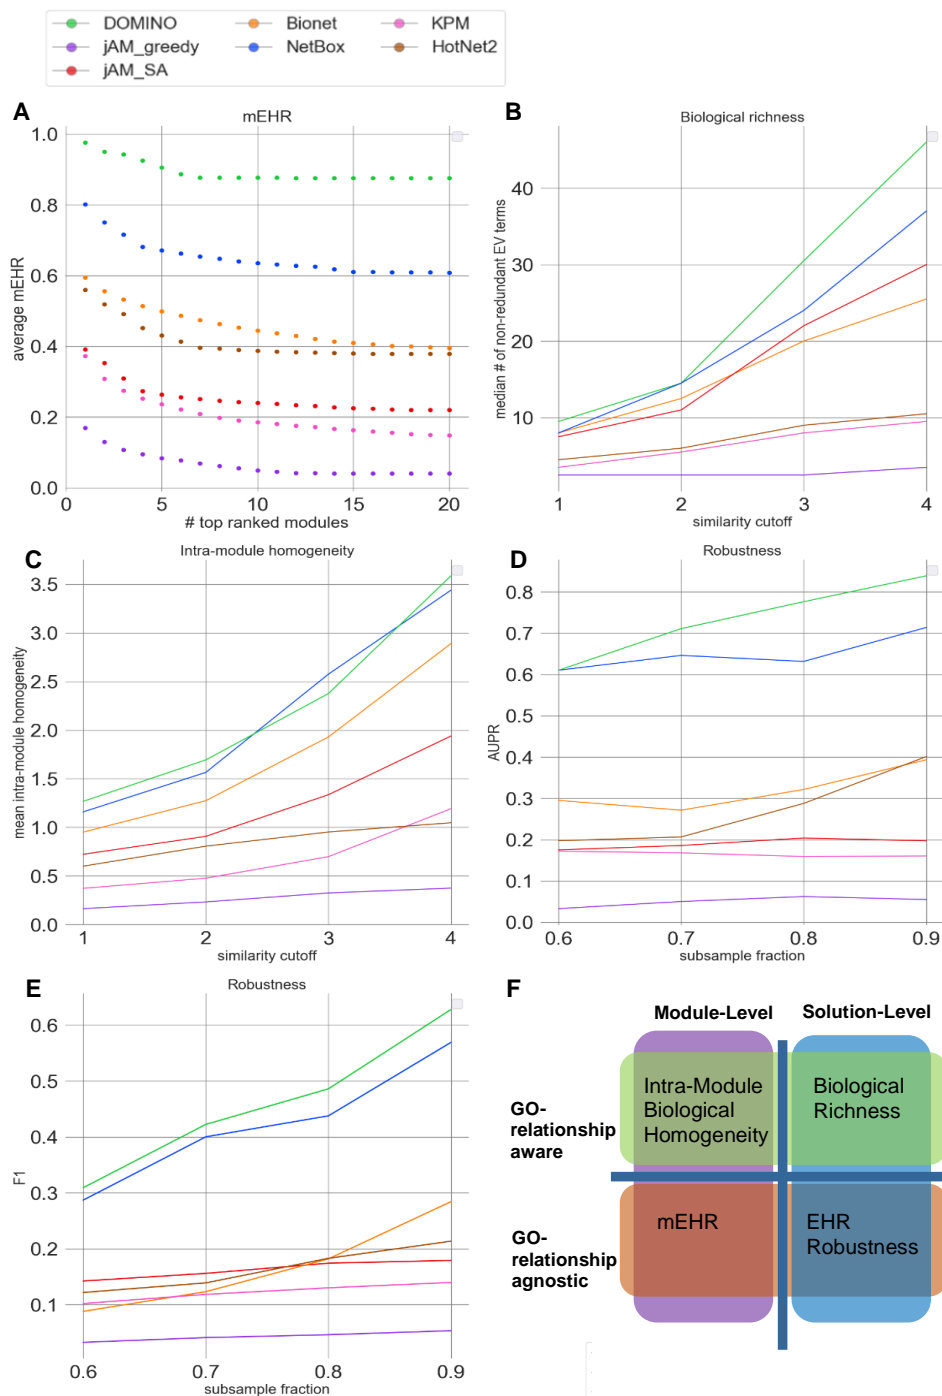 DOMINO
jAM_greedy
jAM_SA
Bionet
NetBox
KPM
HotNet2
A
mEHR
1.0
0.8
0.6
0.4
0.2
0.0
average mEHR
0
5
10
15
20
# top ranked modules
B
Biological richness
40
30
20
10
median # of non-redundant EV terms
1
2
3
4
similarity cutoff
C
Intra-module homogeneity
3.5
3.0
2.5
2.0
1.5
1.0
0.5
0.0
mean intra-module homogeneity
1
2
3
4
similarity cutoff
D
Robustness
0.8
0.7
0.6
0.5
0.4
0.3
0.2
0.1
0.0
AUPR
0.6
0.7
0.8
0.9
subsample fraction
E
Robustness
0.6
0.5
0.4
0.3
0.2
0.1
F1
0.6
0.7
0.8
0.9
subsample fraction
F
Module-Level
Solution-Level
GO-
relationship
aware
Intra-Module
Biological
Homogeneity
Biological
Richness
GO-
relationship
agnostic
mEHR
EHR
Robustness